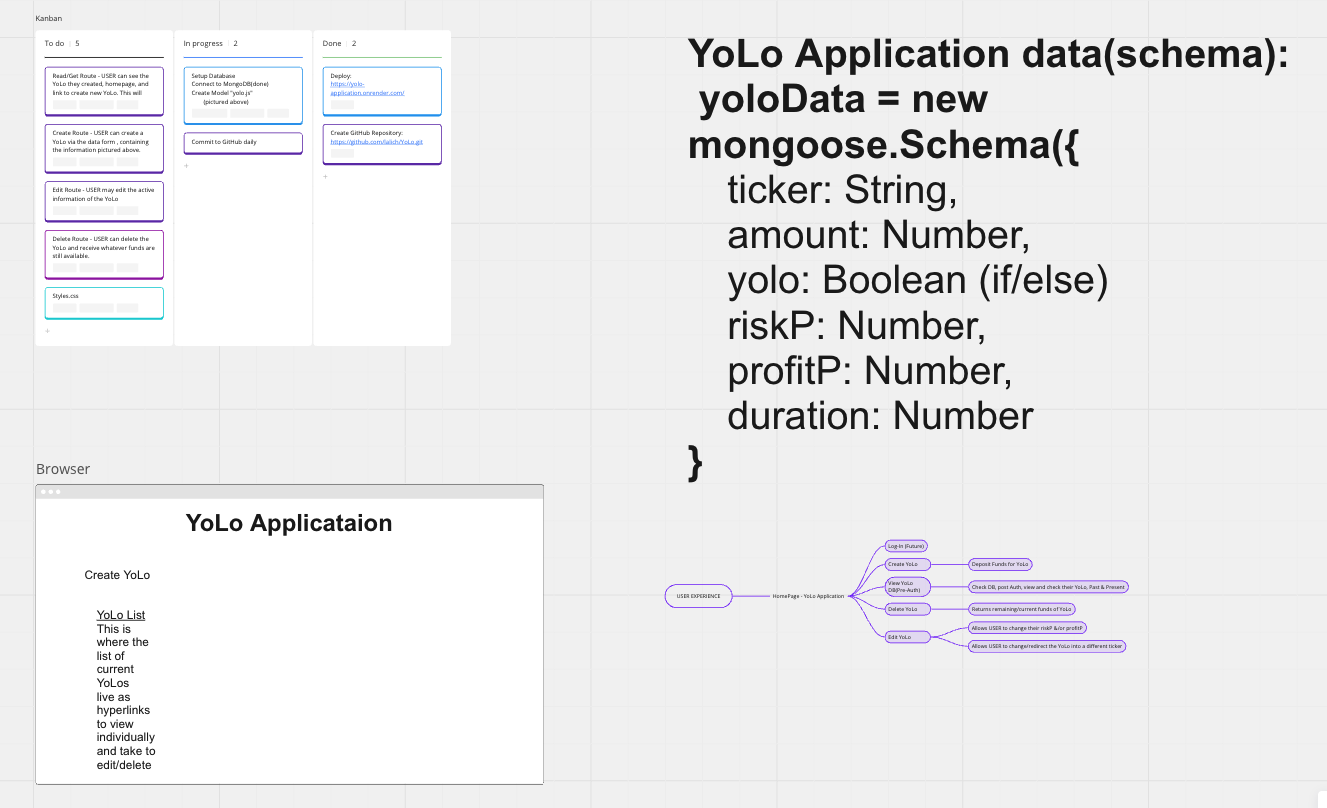 Kanban
To do | 5
Read/Get Route - USER can see the
YoLo they created, homepage, and
link to create new YoLo. This will
Create Route - USER can create a
YoLo via the data form , containing
the information pictured above.
Edit Route - USER may edit the active
information of the YoLo
Delete Route - USER can delete the
YoLo and receive whatever funds are
still available.
Styles.css
+
In progress | 2
Setup Database
Connect to MongoDB(done)
Create Model "yolo.js"
(pictured above)
Commit to GitHub daily
+
Done | 2
Deploy:
https://yolo-
application.onrender.com/
Create GitHub Repository:
https://github.com/lalich/YoLo.git
+
YoLo Application data(schema):
yoloData = new
mongoose.Schema({
ticker: String,
amount: Number,
yolo: Boolean (if/else)
riskP: Number,
profitP: Number,
duration: Number
}
Browser
YoLo Applicataion
Create YoLo
YoLo List
This is
where the
list of
current
YoLos
live as
hyperlinks
to view
individually
and take to
edit/delete
USER EXPERIENCE
HomePage - YoLo Application
Log-In (Future)
Create YoLo
Deposit Funds for YoLo
View YoLo
DB(Pre-Auth)
Check DB, post Auth, view and check their YoLo, Past & Present
Delete YoLo
Returns remaining/current funds of YoLo
Edit YoLo
Allows USER to change their riskP &/or profitP
Allows USER to change/redirect the YoLo into a different ticker